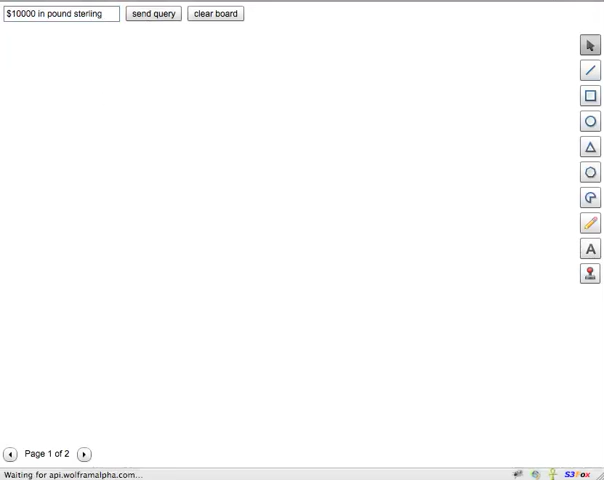 $10000 in pound sterling send query clear board
A
Page 1 of 2
Waiting for api.wolframalpha.com... S3Fox